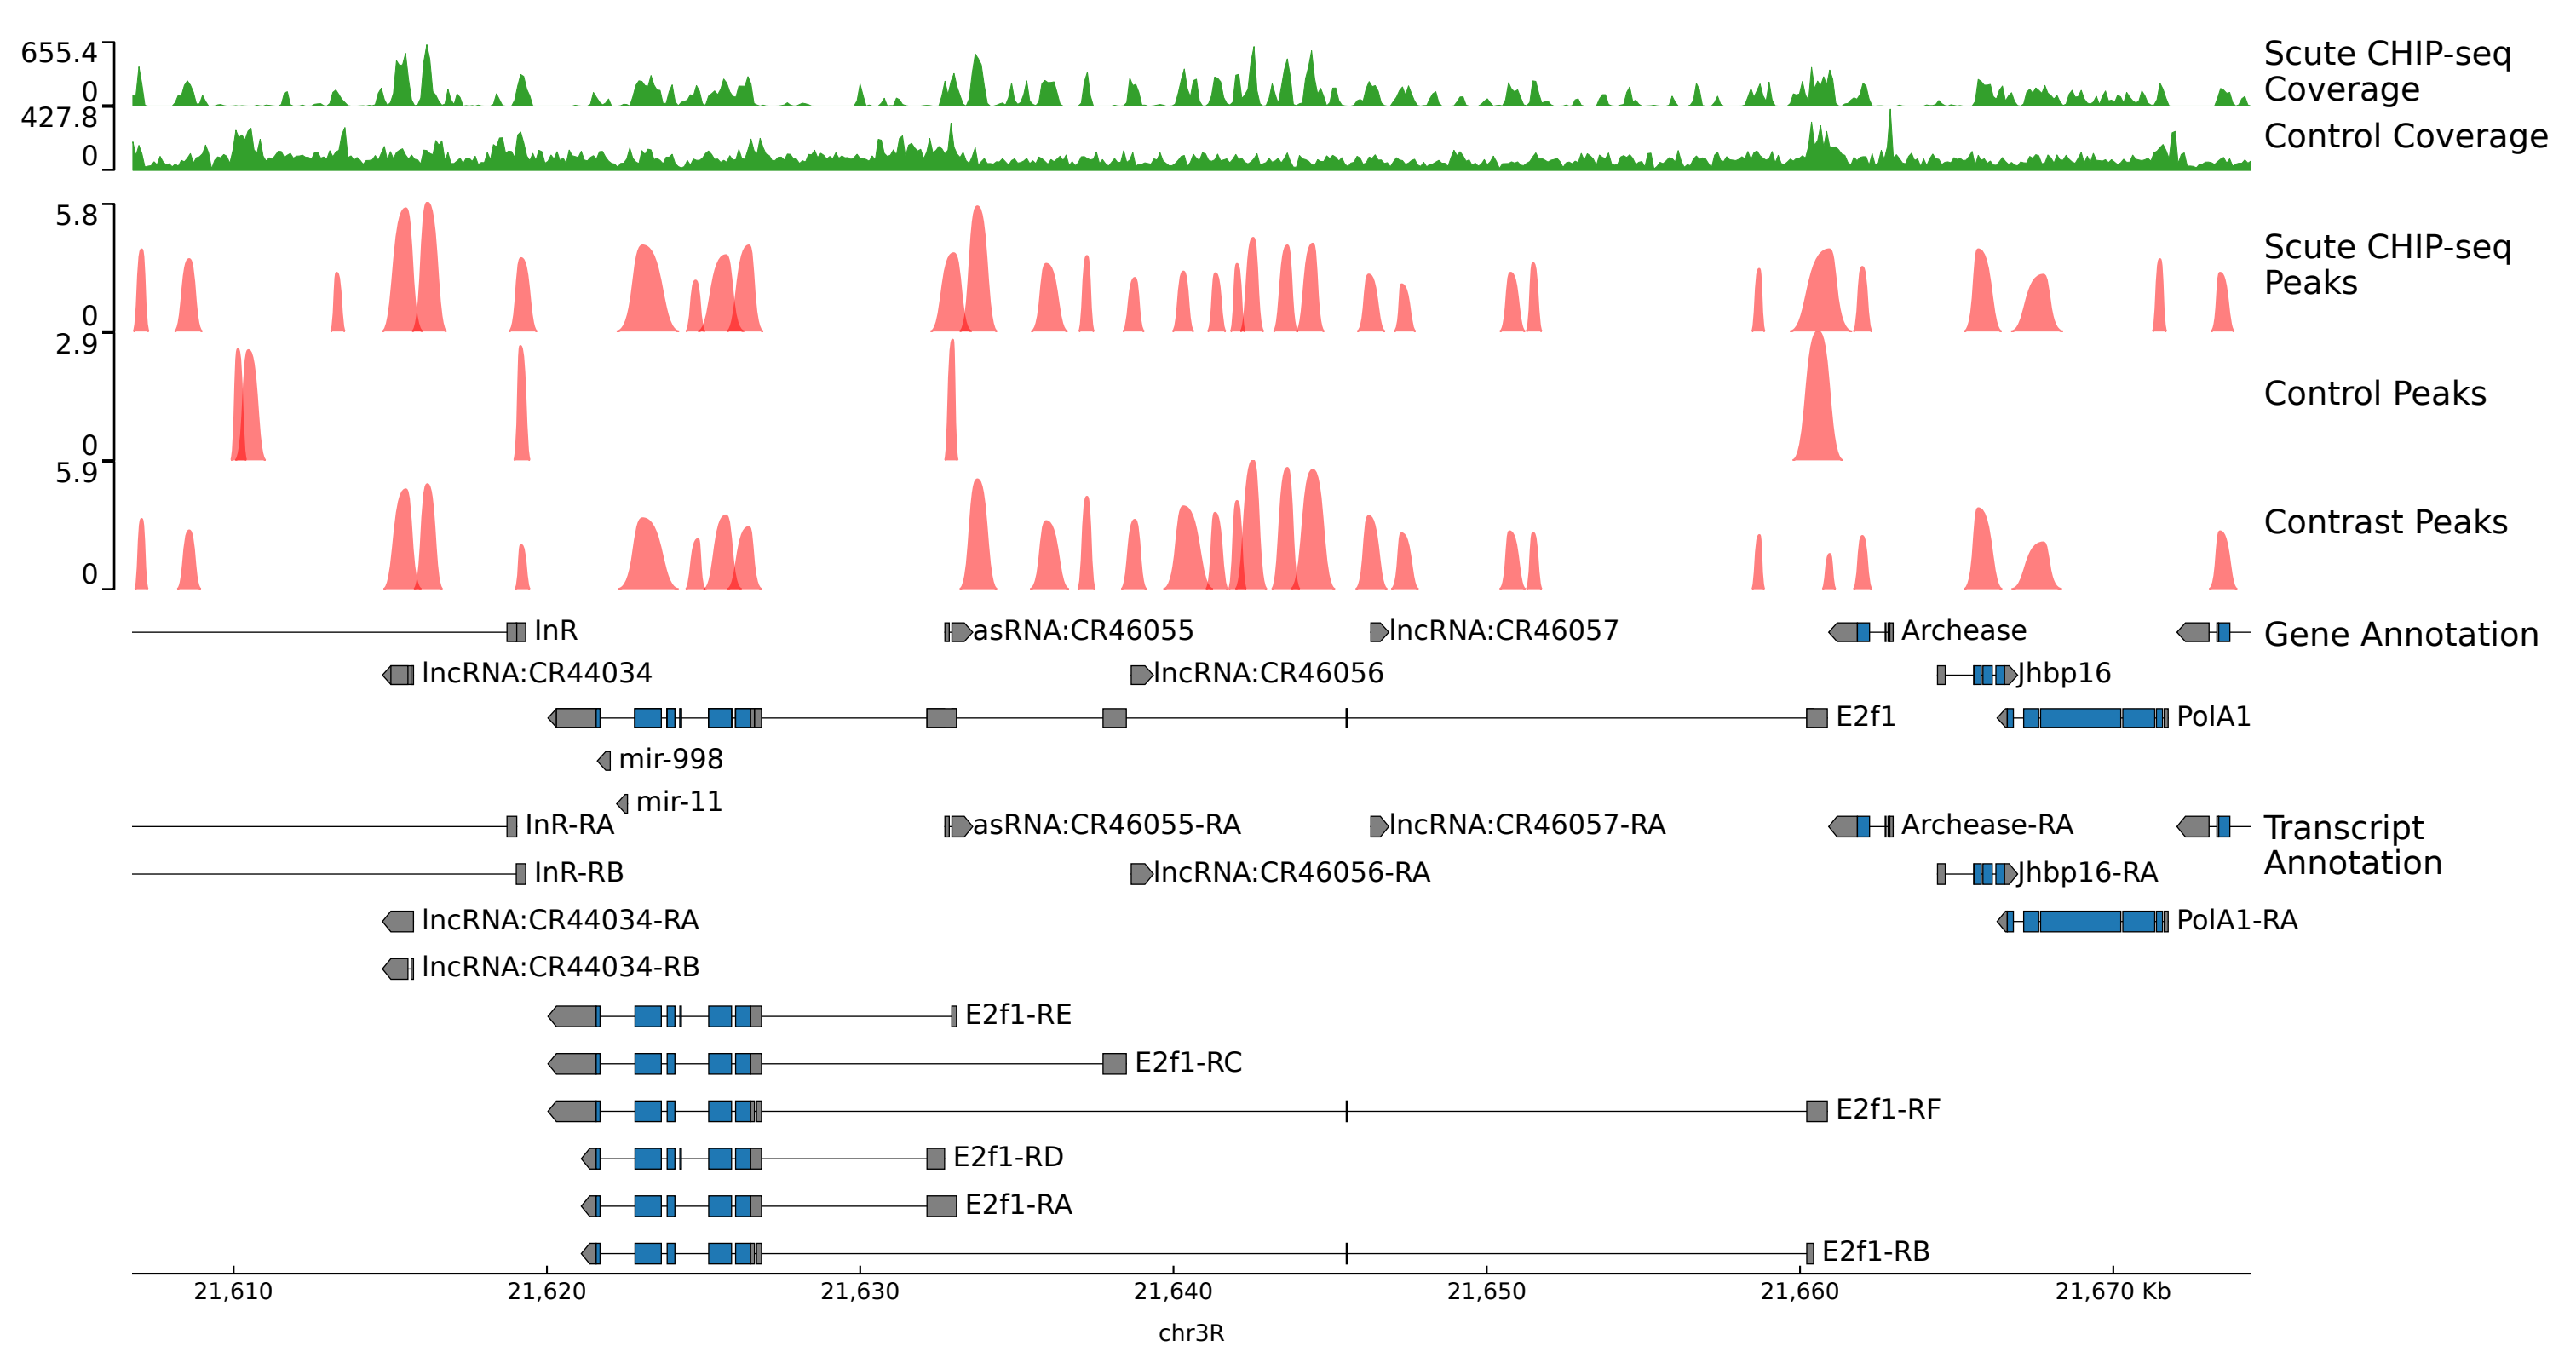 655.4
0
Scute CHIP-seq
Coverage
427.8
0
Control Coverage
5.8
0
Scute CHIP-seq
Peaks
2.9
0
Control Peaks
5.9
0
Contrast Peaks
InR
asRNA:CR46055
lncRNA:CR46057
Archease
Gene Annotation
lncRNA:CR44034
lncRNA:CR46056
Jhbp16
E2f1
PolA1
mir-998
mir-11
InR-RA
asRNA:CR46055-RA
lncRNA:CR46057-RA
Archease-RA
Transcript
Annotation
InR-RB
lncRNA:CR46056-RA
Jhbp16-RA
lncRNA:CR44034-RA
PolA1-RA
lncRNA:CR44034-RB
E2f1-RE
E2f1-RC
E2f1-RF
E2f1-RD
E2f1-RA
E2f1-RB
21,610 21,620 21,630 21,640 21,650 21,660 21,670 Kb
chr3R